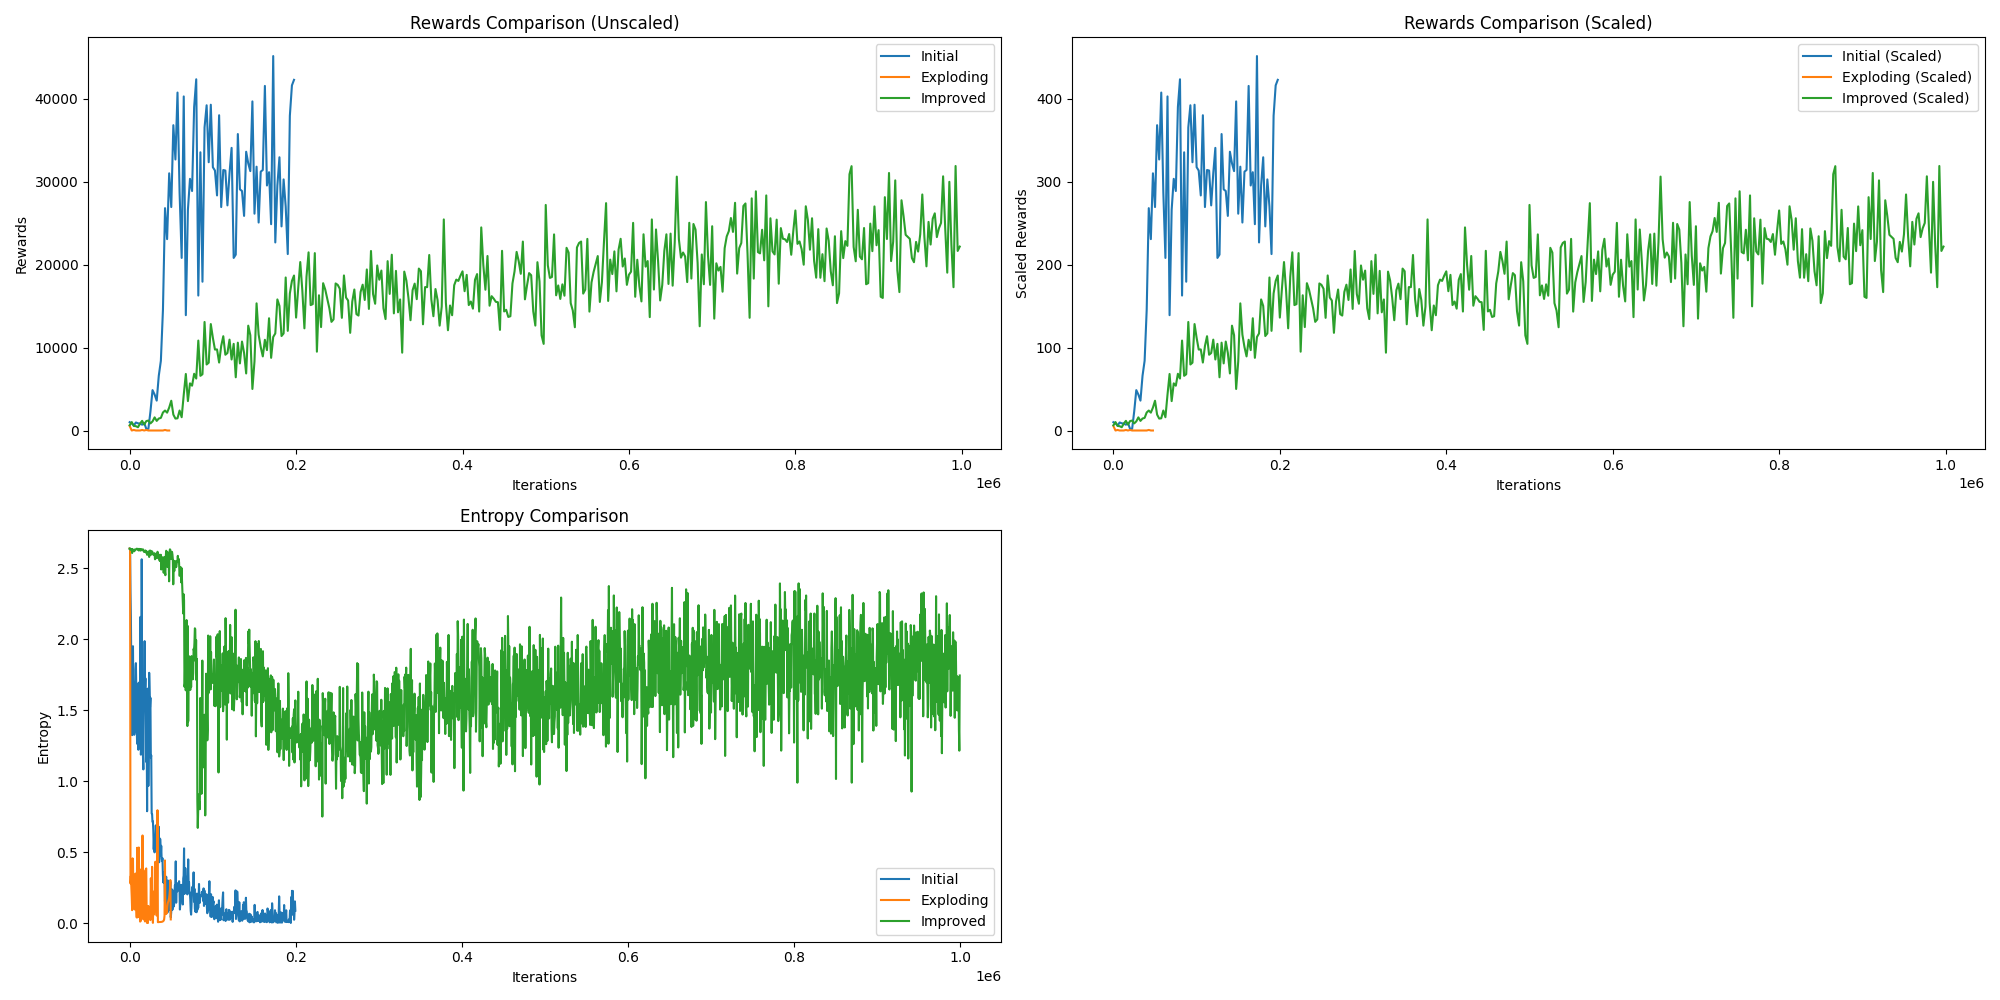 Rewards Comparison (Unscaled)
Rewards
40000
30000
20000
10000
0
Initial
Exploding
Improved
0.0 0.2 0.4 0.6 0.8 1.0
Iterations
1e6
Rewards Comparison (Scaled)
Scaled Rewards
400
300
200
100
0
Initial (Scaled)
Exploding (Scaled)
Improved (Scaled)
0.0 0.2 0.4 0.6 0.8 1.0
Iterations
1e6
Entropy Comparison
Entropy
2.5
2.0
1.5
1.0
0.5
0.0
Initial
Exploding
Improved
0.0 0.2 0.4 0.6 0.8 1.0
Iterations
1e6